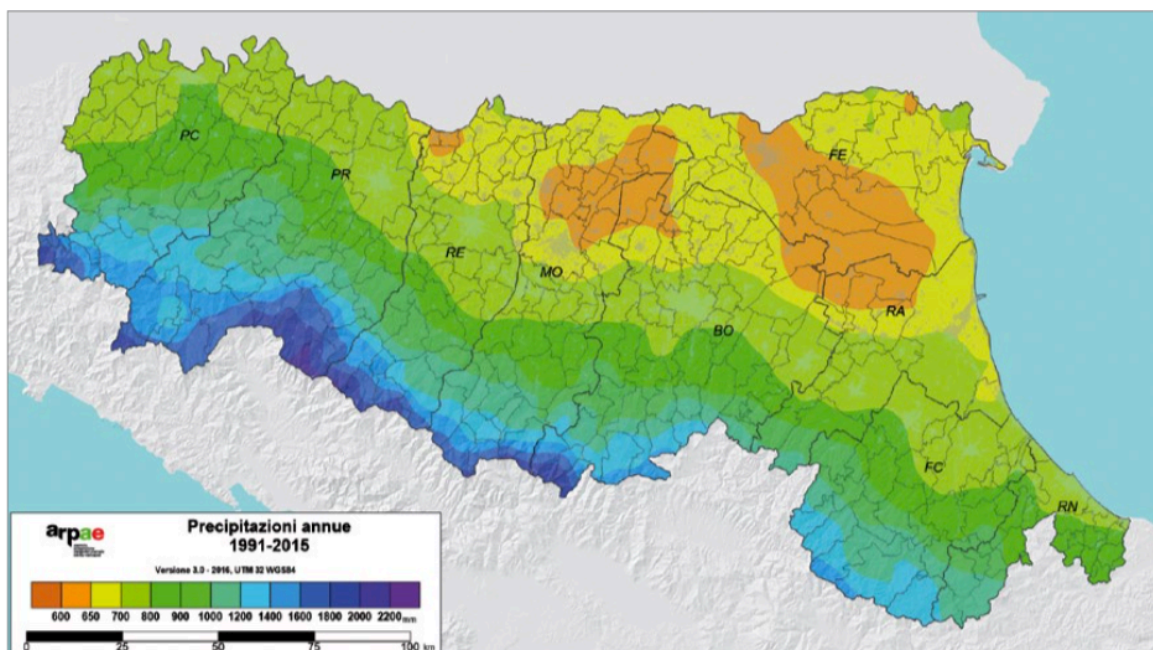 PC
PR
RE
MO
BO
FE
RA
FC
RN
arpae
Precipitazioni annue
1991-2015
Versione 3.0 - 2016, UTM 32 WGS84
600 650 700 800 900 1000 1200 1400 1600 1800 2000 2200 mm
0 25 50 75 100 km